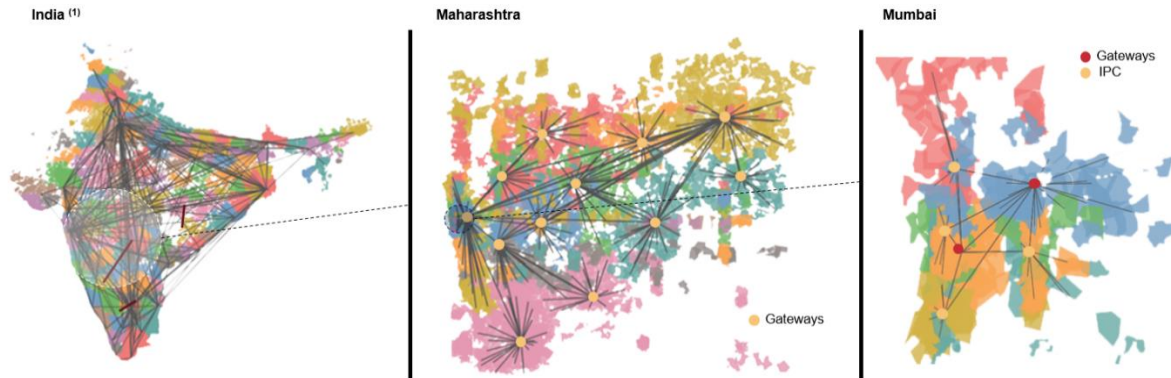 India (1)
Maharashtra
Mumbai
Gateways
IPC
Gateways